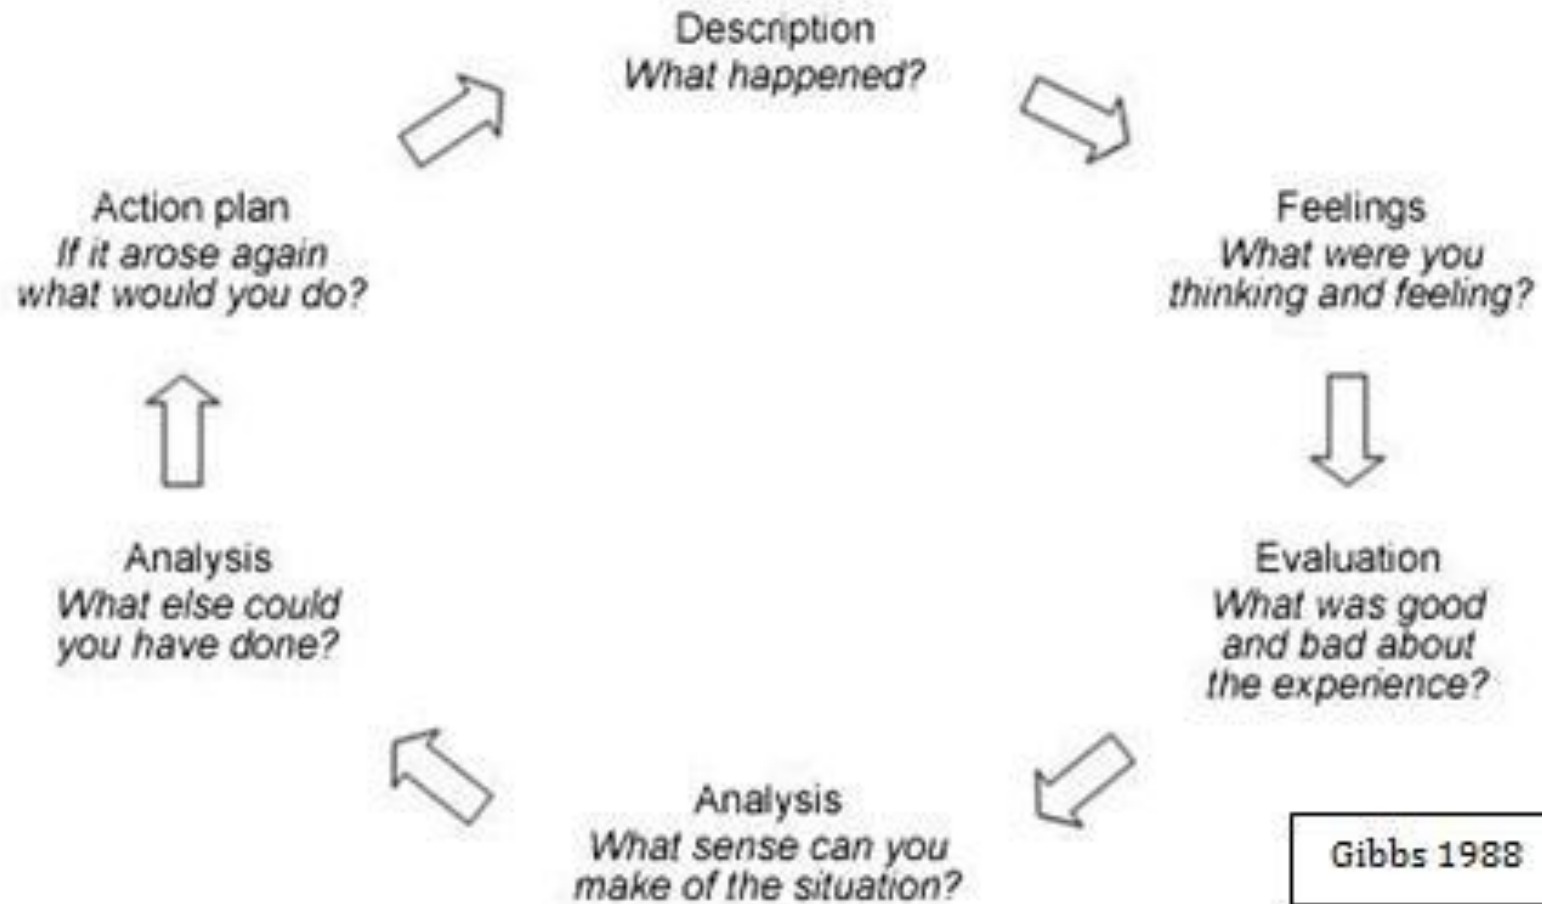 Description
What happened?
Feelings
What were you
thinking and feeling?
Evaluation
What was good
and bad about
the experience?
Analysis
What sense can you
make of the situation?
Analysis
What else could
you have done?
Action plan
If it arose again
what would you do?
Gibbs 1988